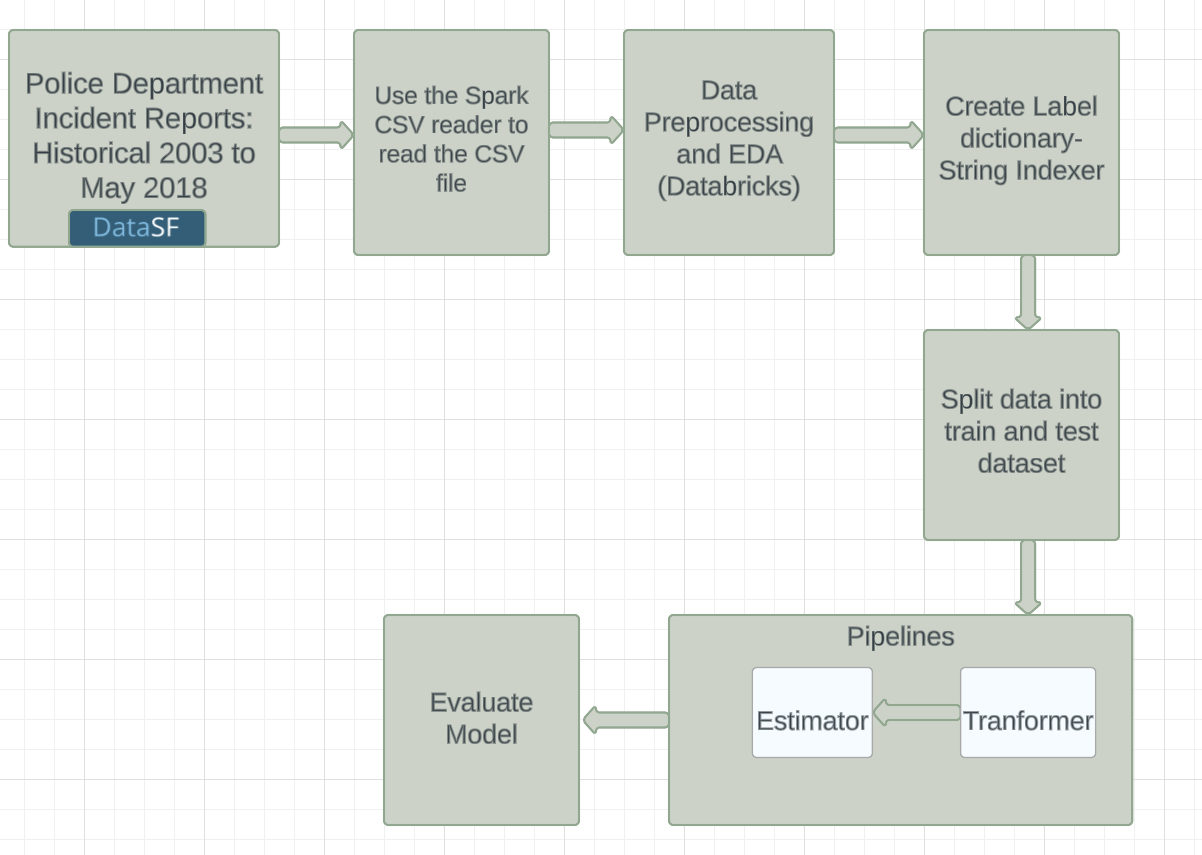 Police Department
Incident Reports:
Historical 2003 to
May 2018
DataSF
Use the Spark
CSV reader to
read the CSV
file
Data
Preprocessing
and EDA
(Databricks)
Create Label
dictionary-
String Indexer
Split data into
train and test
dataset
Pipelines
Estimator
Tranformer
Evaluate
Model